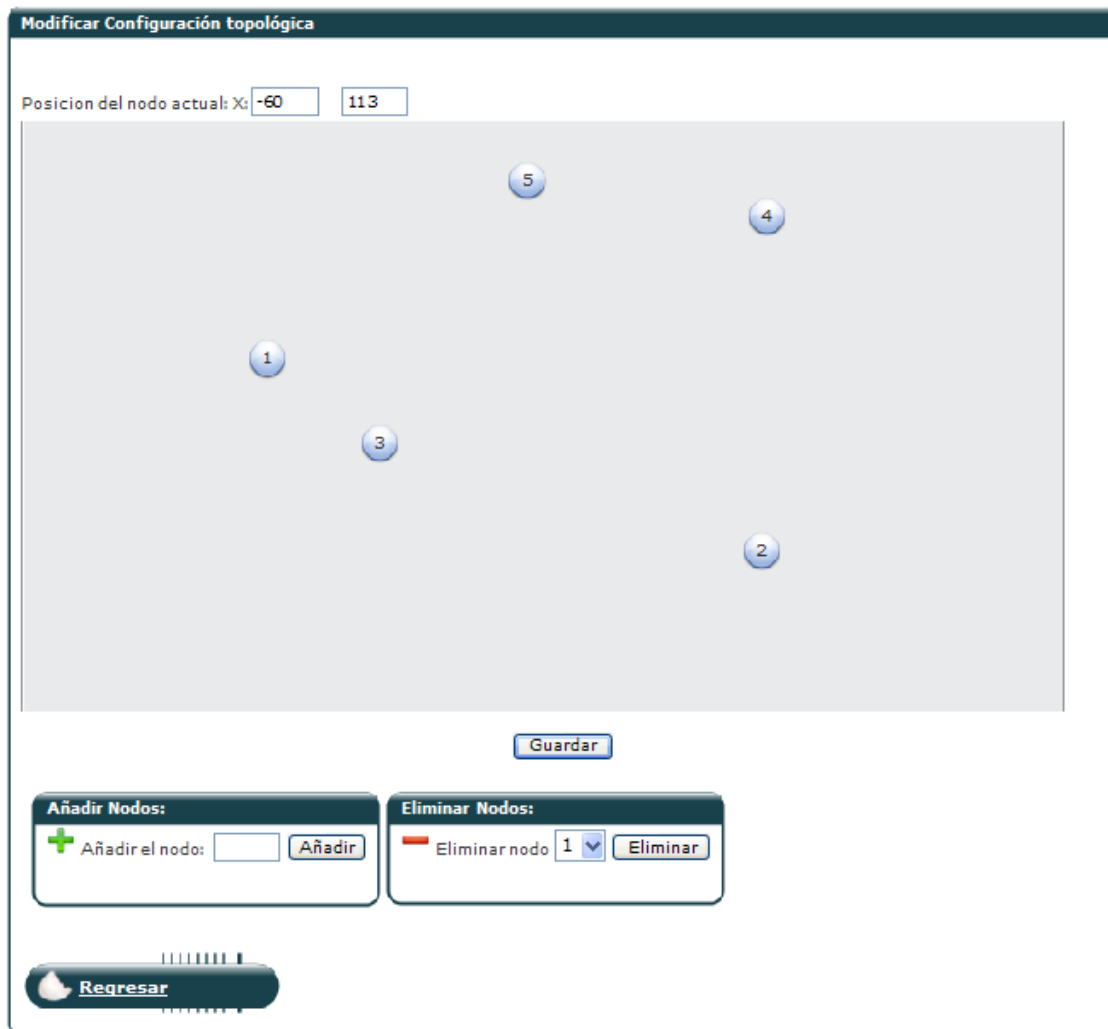 Modificar Configuración topológica
Posicion del nodo actual: X: -60 113
5
4
1
3
2
Guardar
Añadir Nodos:
Añadir el nodo: Añadir
Eliminar Nodos:
Eliminar nodo 1 Eliminar
Regresar